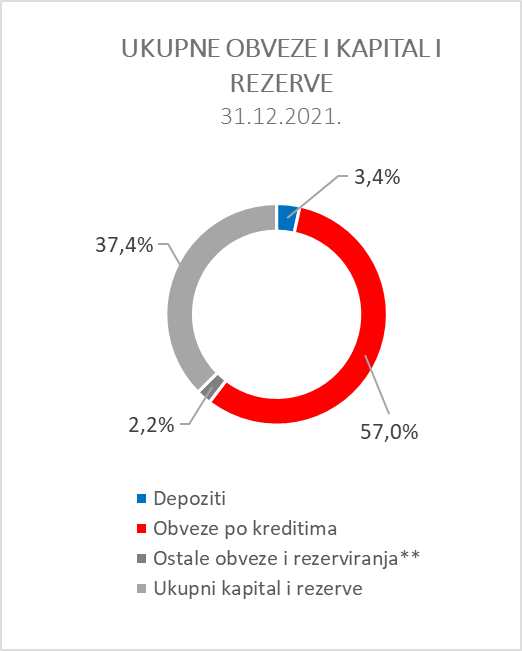 UKUPNE OBVEZE I KAPITAL I
REZERVE
31.12.2021.
3,4%
37,4%
2,2%
57,0%
Depoziti
Obveze po kreditima
Ostale obveze i rezerviranja**
Ukupni kapital i rezerve